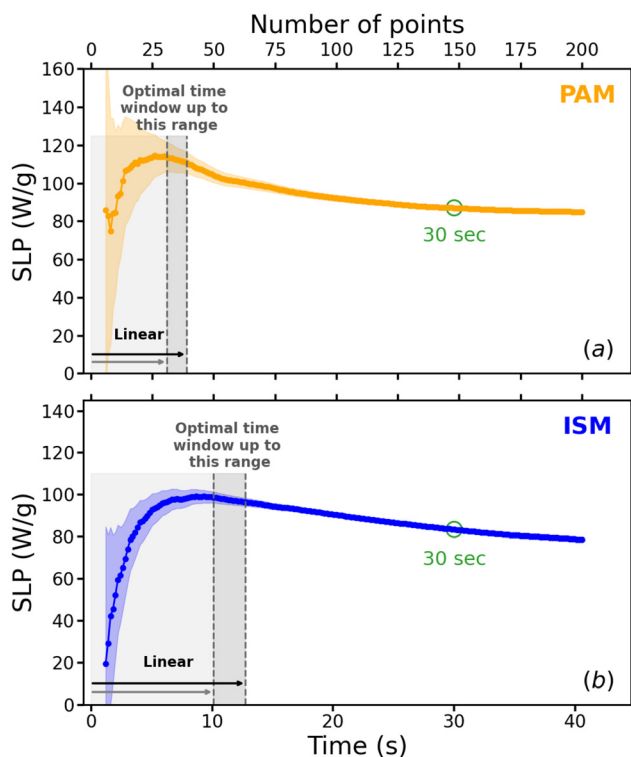 Number of points
0 25 50 75 100 125 150 175 200
160
140
120
100
80
60
40
20
0
SLP (W/g)
Optimal time
window up to
this range
PAM
30 sec
Linear
(a)
140
120
100
80
60
40
20
0
SLP (W/g)
Optimal time
window up to
this range
ISM
30 sec
Linear
(b)
0 10 20 30 40
Time (s)